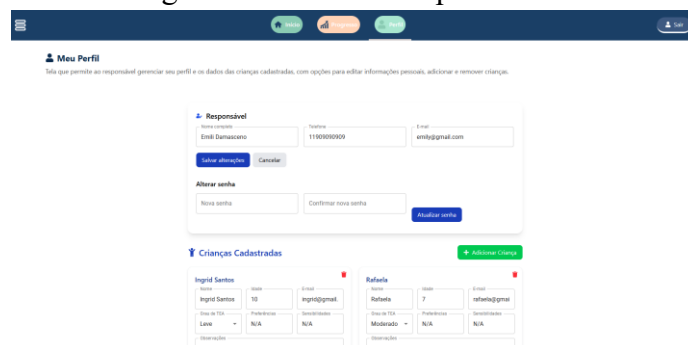 Início
Progresso
Perfil
Sair
Meu Perfil
Tela que permite ao responsável gerenciar seu perfil e os dados das crianças cadastradas, com opções para editar informações pessoais, adicionar e remover crianças.
Responsável
Nome completo Telefone E-mail
Emili Damasceno 11909090909 emily@gmail.com
Salvar alterações Cancelar
Alterar senha
Nova senha Confirmar nova senha
Atualizar senha
Crianças Cadastradas + Adicionar Criança
Ingrid Santos
Nome Idade E-mail
Ingrid Santos 10 ingrid@gmail.
Grau de TEA Preferências Sensibilidades
Leve N/A N/A
Observações
Rafaela
Nome Idade E-mail
Rafaela 7 rafaela@gmai
Grau de TEA Preferências Sensibilidades
Moderado N/A N/A
Observações